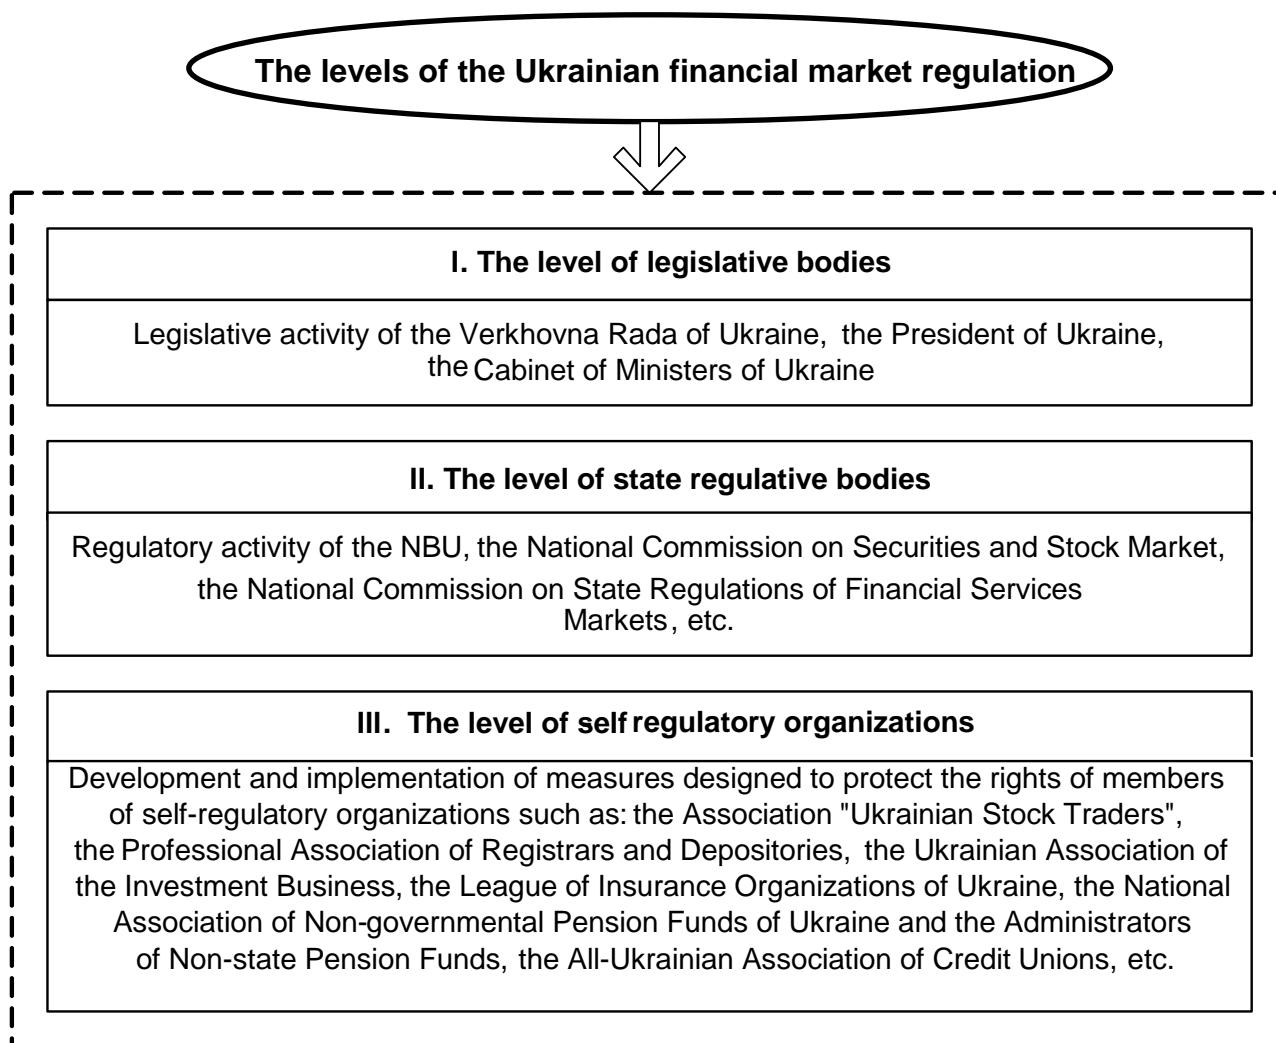 The levels of the Ukrainian financial market regulation
I. The level of legislative bodies
Legislative activity of the Verkhovna Rada of Ukraine, the President of Ukraine,
the Cabinet of Ministers of Ukraine
II. The level of state regulative bodies
Regulatory activity of the NBU, the National Commission on Securities and Stock Market,
the National Commission on State Regulations of Financial Services
Markets, etc.
III. The level of self regulatory organizations
Development and implementation of measures designed to protect the rights of members
of self-regulatory organizations such as: the Association "Ukrainian Stock Traders",
the Professional Association of Registrars and Depositories, the Ukrainian Association of
the Investment Business, the League of Insurance Organizations of Ukraine, the National
Association of Non-governmental Pension Funds of Ukraine and the Administrators
of Non-state Pension Funds, the All-Ukrainian Association of Credit Unions, etc.